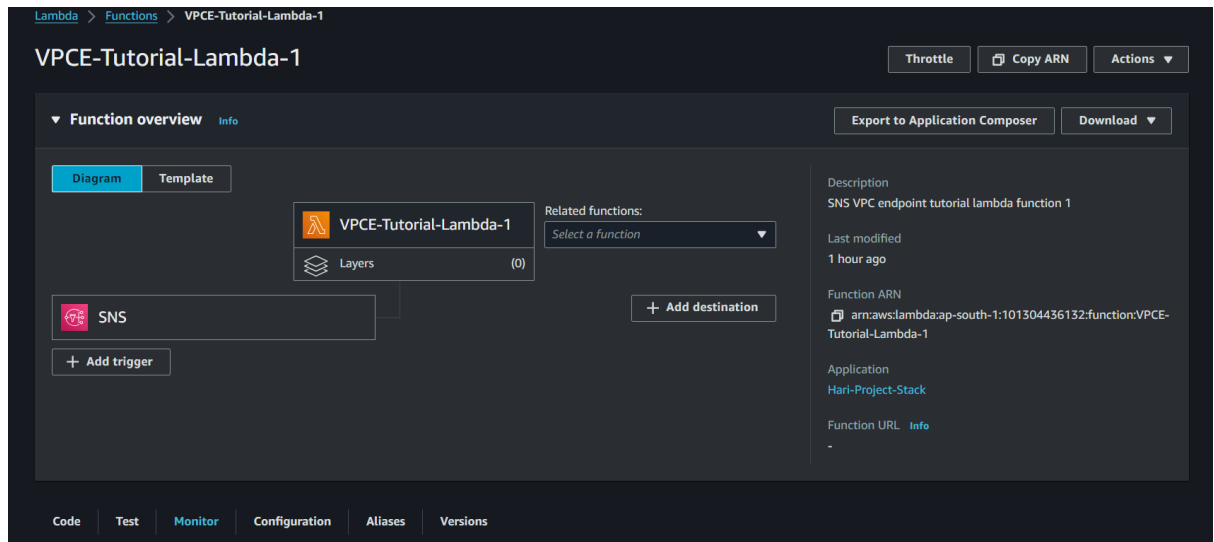 Lambda > Functions > VPCE-Tutorial-Lambda-1
VPCE-Tutorial-Lambda-1
Throttle
Copy ARN
Actions
Function overview Info
Export to Application Composer
Download
Diagram
Template
VPCE-Tutorial-Lambda-1
Layers (0)
Related functions:
Select a function
SNS
+ Add trigger
+ Add destination
Description
SNS VPC endpoint tutorial lambda function 1
Last modified
1 hour ago
Function ARN
arn:aws:lambda:ap-south-1:101304436132:function:VPCE-
Tutorial-Lambda-1
Application
Hari-Project-Stack
Function URL Info
-
Code
Test
Monitor
Configuration
Aliases
Versions